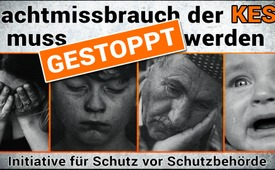 achtmissbrauch der KES
muss GESTOPPT werden
Initiative für Schutz vor Schutzbehörde